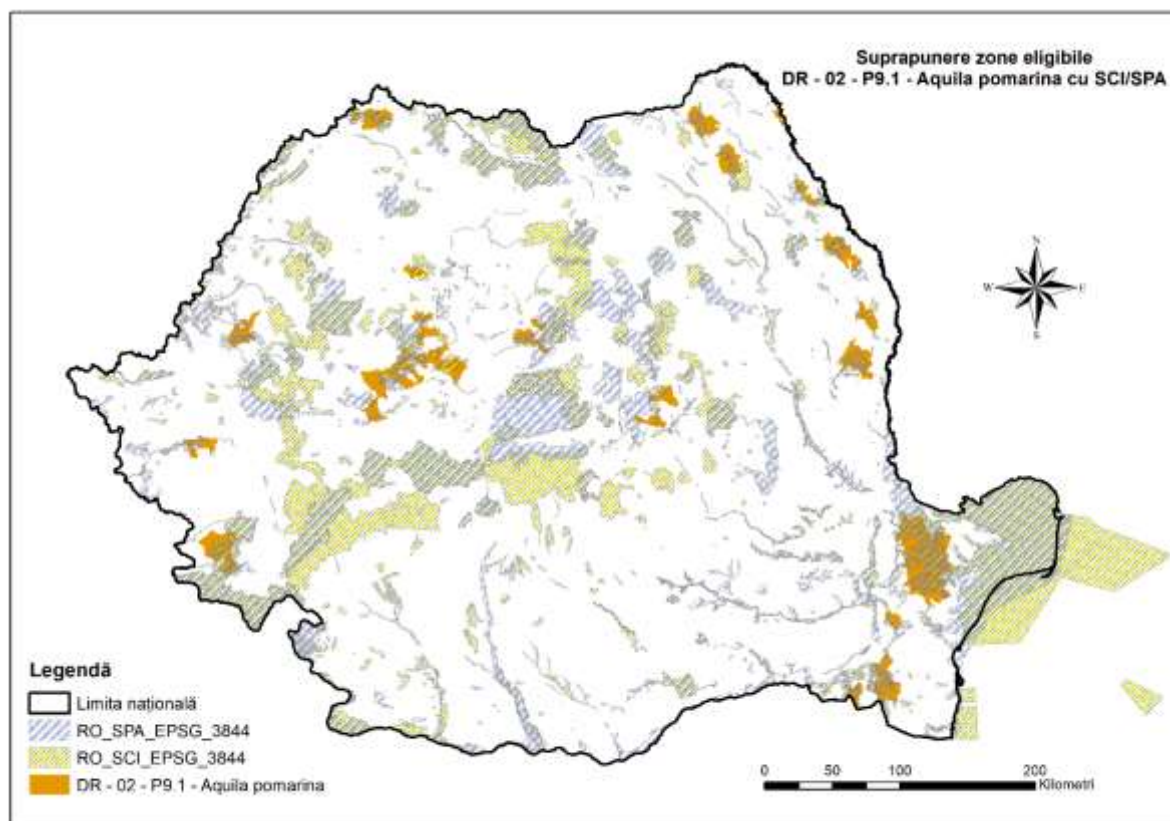 Suprapunere zone eligibile
DR - 02 - P9.1 - Aquila pomarina cu SCI/SPA
N
W
E
S
Legendă
Limita națională
RO_SPA_EPSG_3844
RO_SCI_EPSG_3844
DR - 02 - P9.1 - Aquila pomarina
0 50 100 200
Kilometri